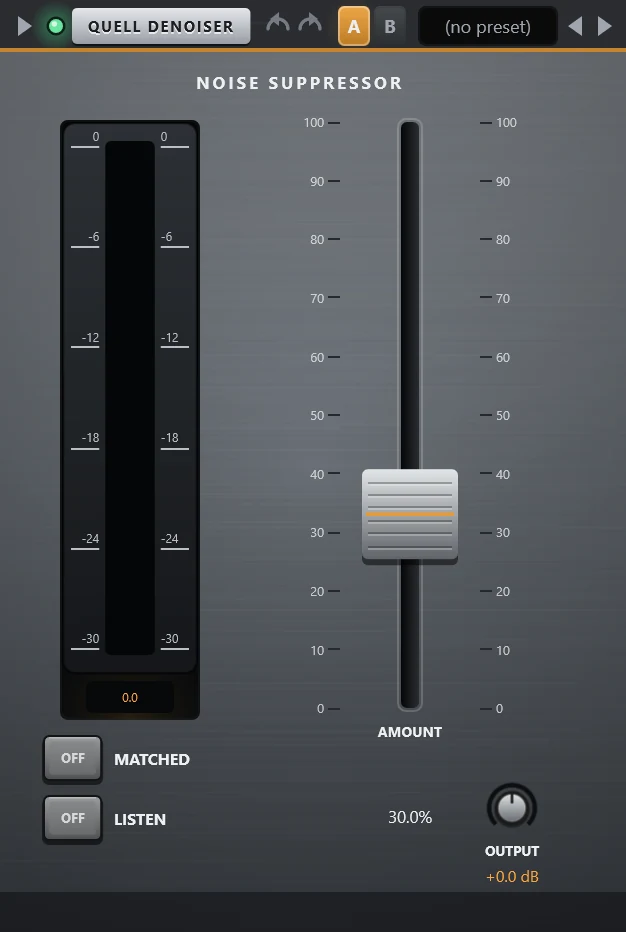 QUELL DENOISER A B (no preset)
NOISE SUPPRESSOR
0 0
-6 -6
-12 -12
-18 -18
-24 -24
-30 -30
0.0
100 100
90 90
80 80
70 70
60 60
50 50
40 40
30 30
20 20
10 10
0 0
AMOUNT
OFF MATCHED
OFF LISTEN
30.0%
OUTPUT
+0.0 dB